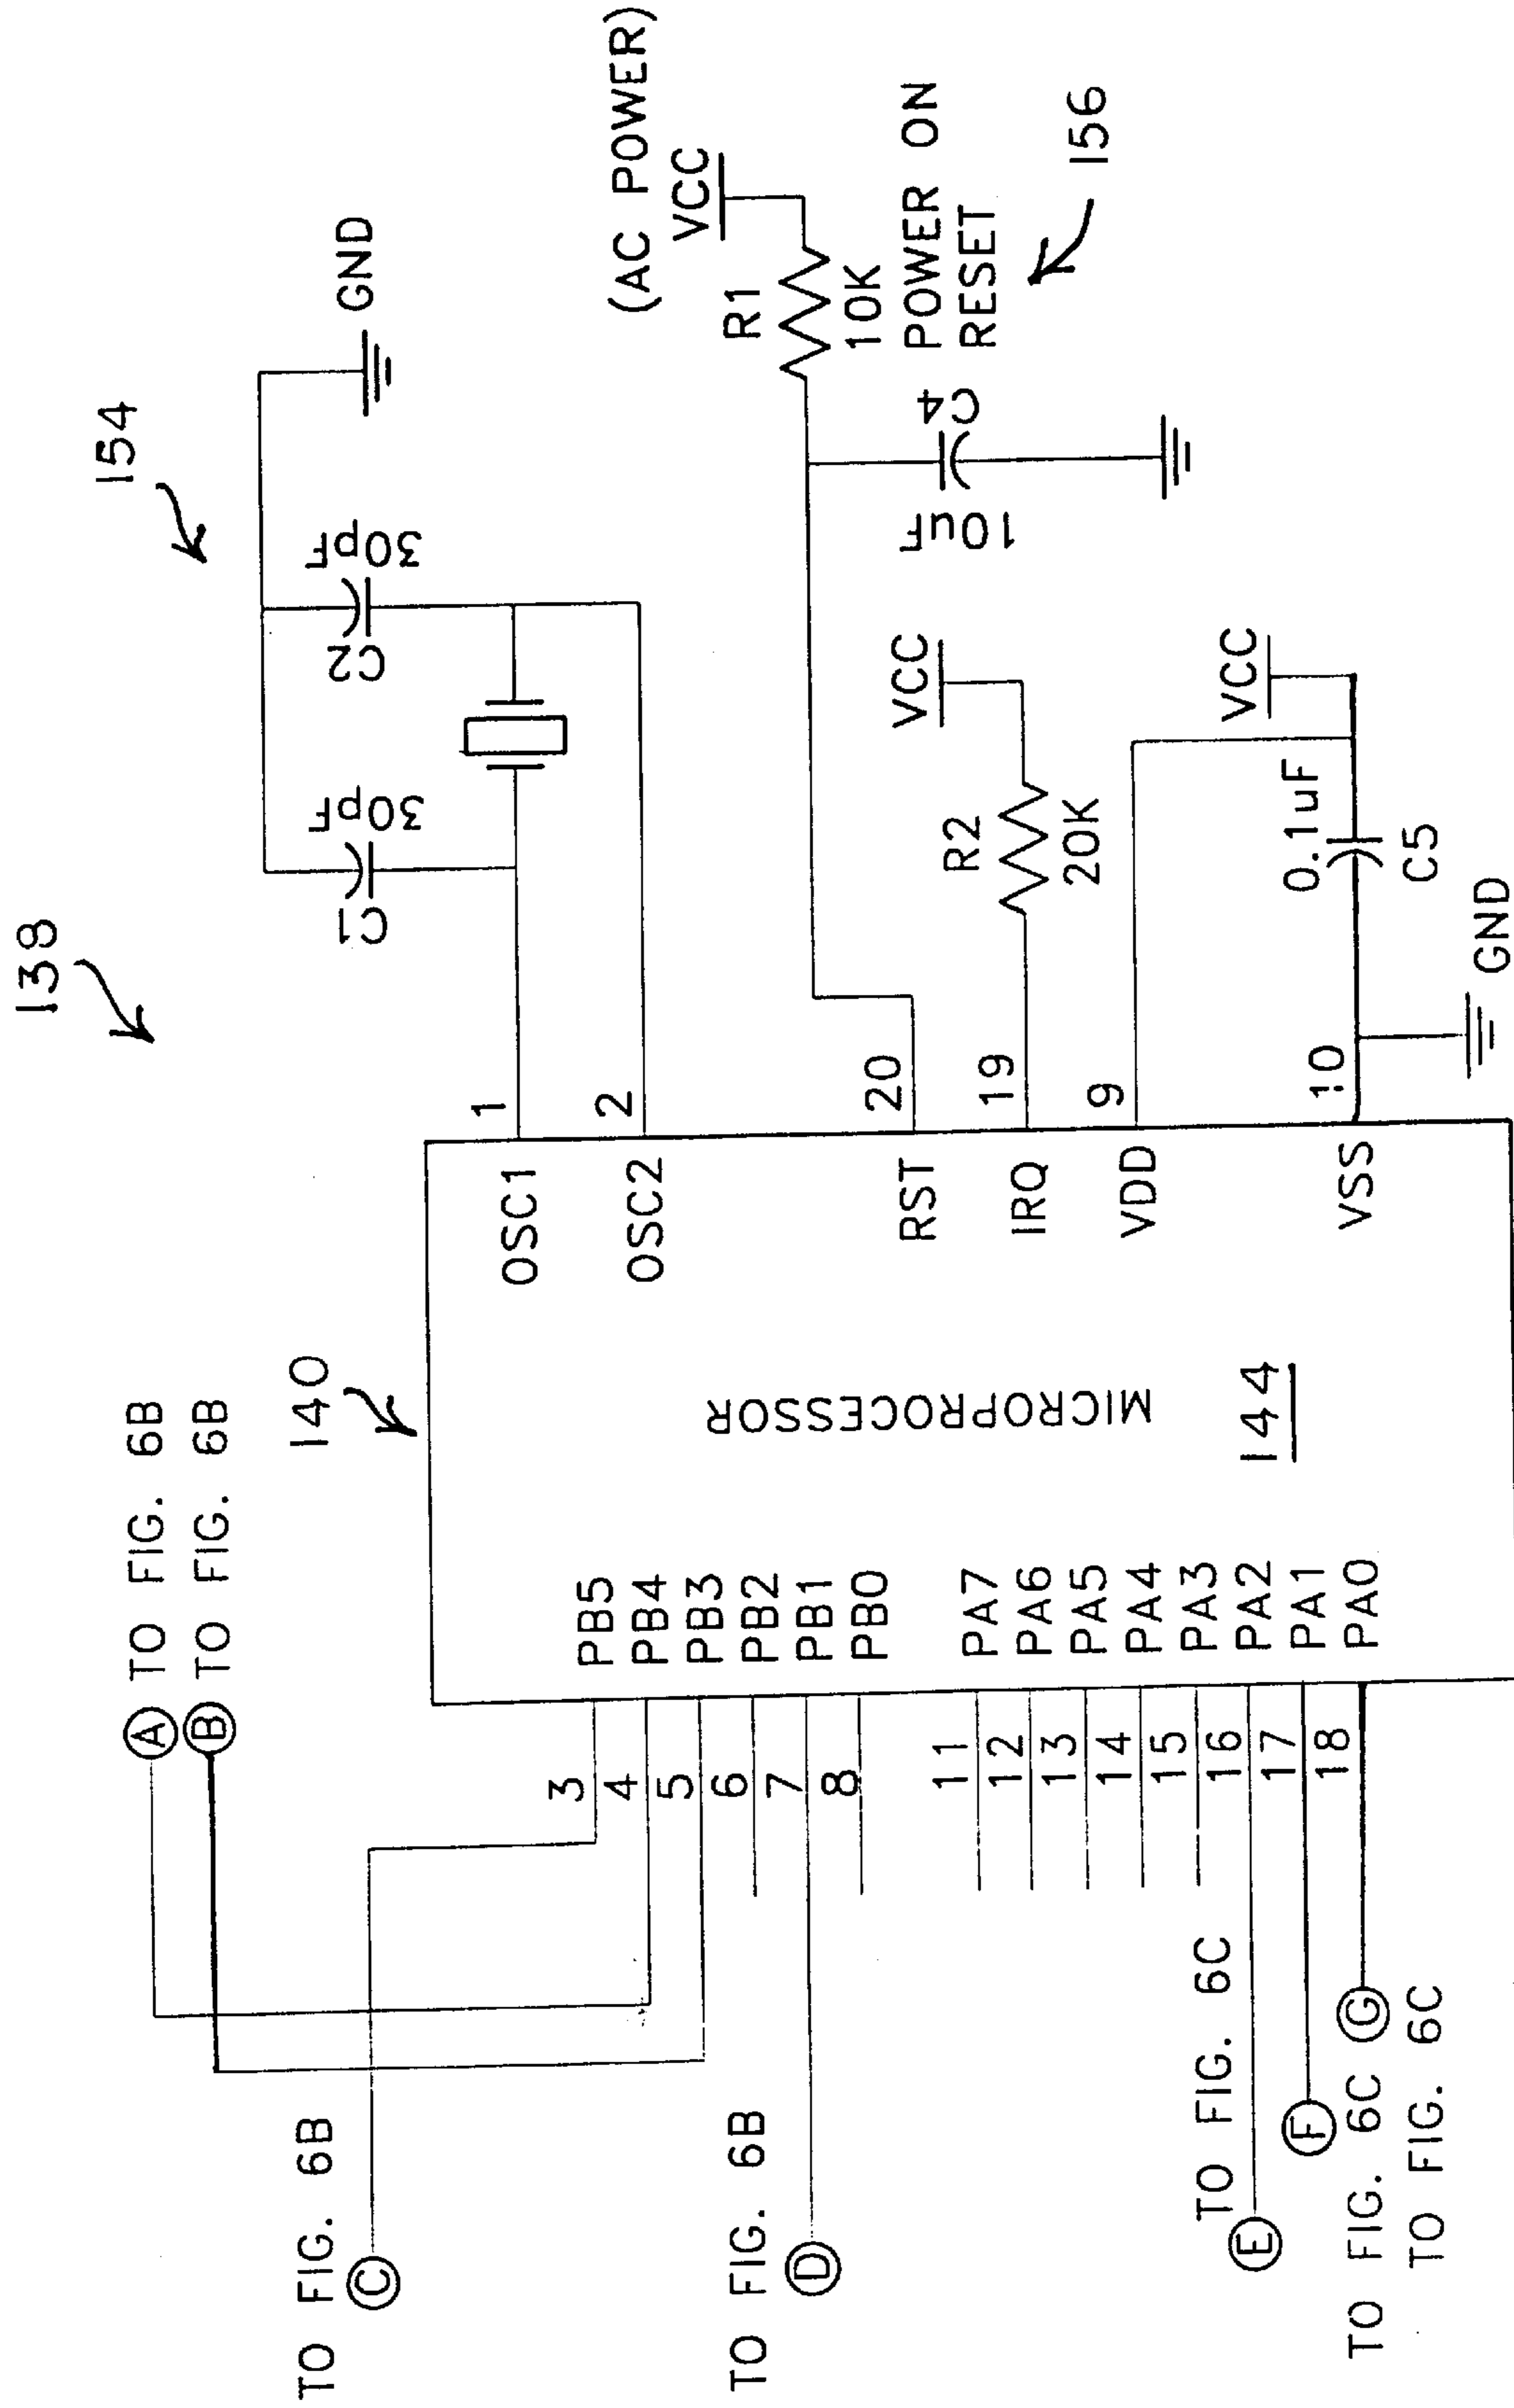 138
154
GND
C1
30pF
C2
30pF
(AC POWER)
VCC
R1
10K
POWER ON
RESET
156
C4
10uF
VCC
R2
20K
VCC
0.1uF
C5
GND
A TO FIG. 6B
B TO FIG. 6B
140
TO FIG. 6B
C
TO FIG. 6B
D
TO FIG. 6C
E
F
TO FIG. 6C
G
TO FIG. 6C
3 PB5
4 PB4
5 PB3
6 PB2
7 PB1
8 PB0
11 PA7
12 PA6
13 PA5
14 PA4
15 PA3
16 PA2
17 PA1
18 PA0
MICROPROCESSOR
144
OSC1 1
OSC2 2
RST 20
IRQ 19
VDD 9
VSS 10